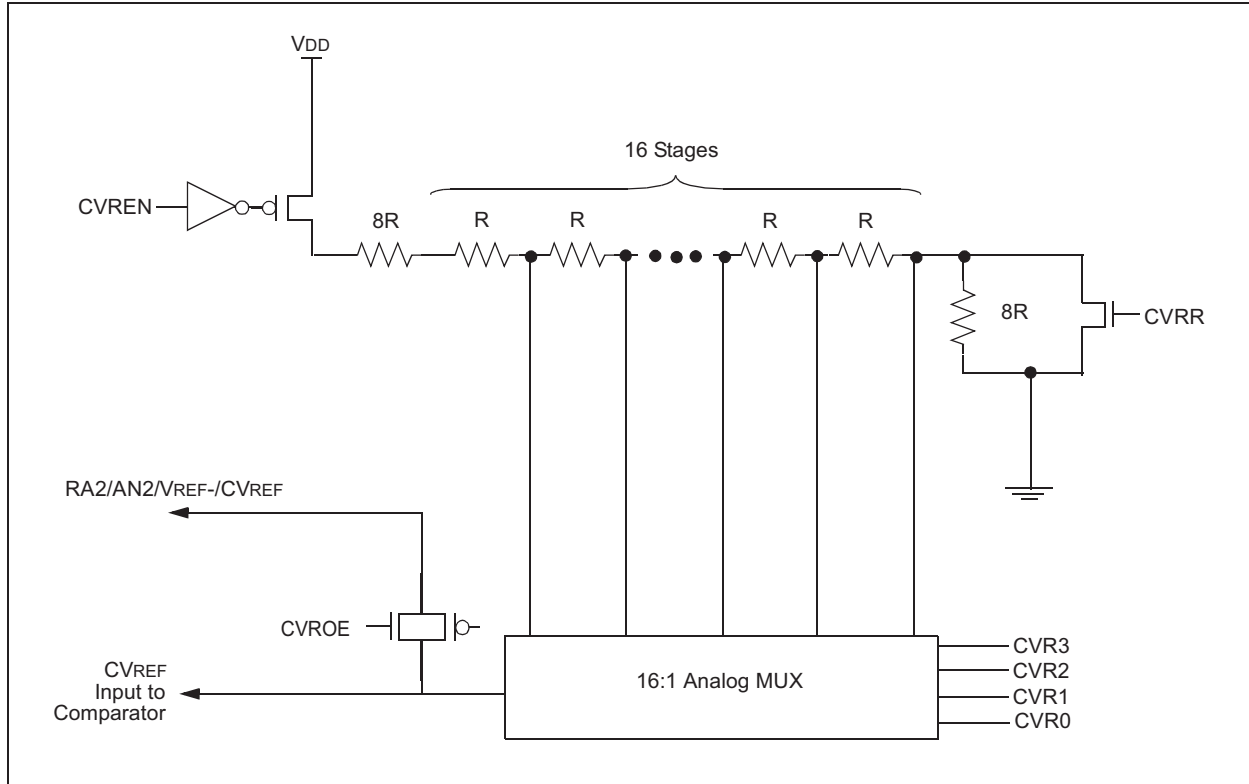 VDD
16 Stages
CVREN
8R
R
R
R
R
8R
CVRR
RA2/AN2/VREF-/CVREF
CVROE
CVREF
Input to
Comparator
16:1 Analog MUX
CVR3
CVR2
CVR1
CVR0